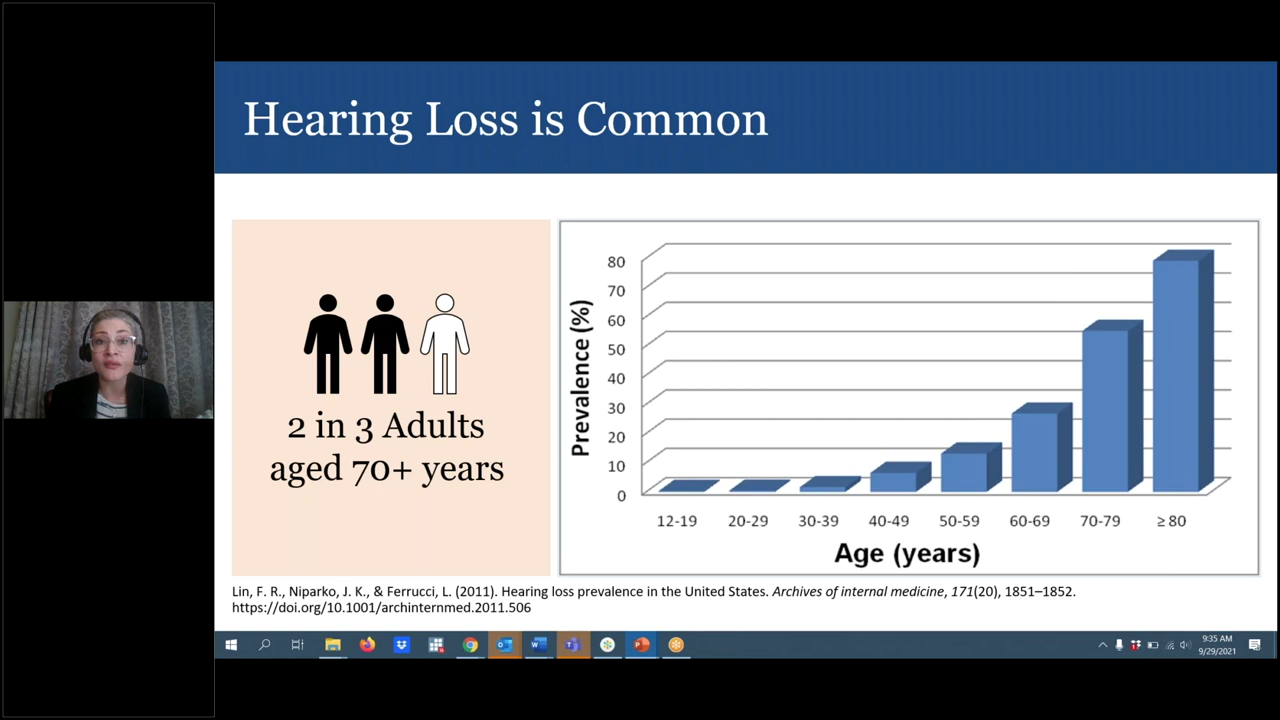 Hearing Loss is Common
2 in 3 Adults
aged 70+ years
Prevalence (%)
80
70
60
50
40
30
20
10
0
12-19 20-29 30-39 40-49 50-59 60-69 70-79 ≥ 80
Age (years)
Lin, F. R., Niparko, J. K., & Ferrucci, L. (2011). Hearing loss prevalence in the United States. Archives of internal medicine, 171(20), 1851–1852.
https://doi.org/10.1001/archinternmed.2011.506
9:35 AM
9/29/2021